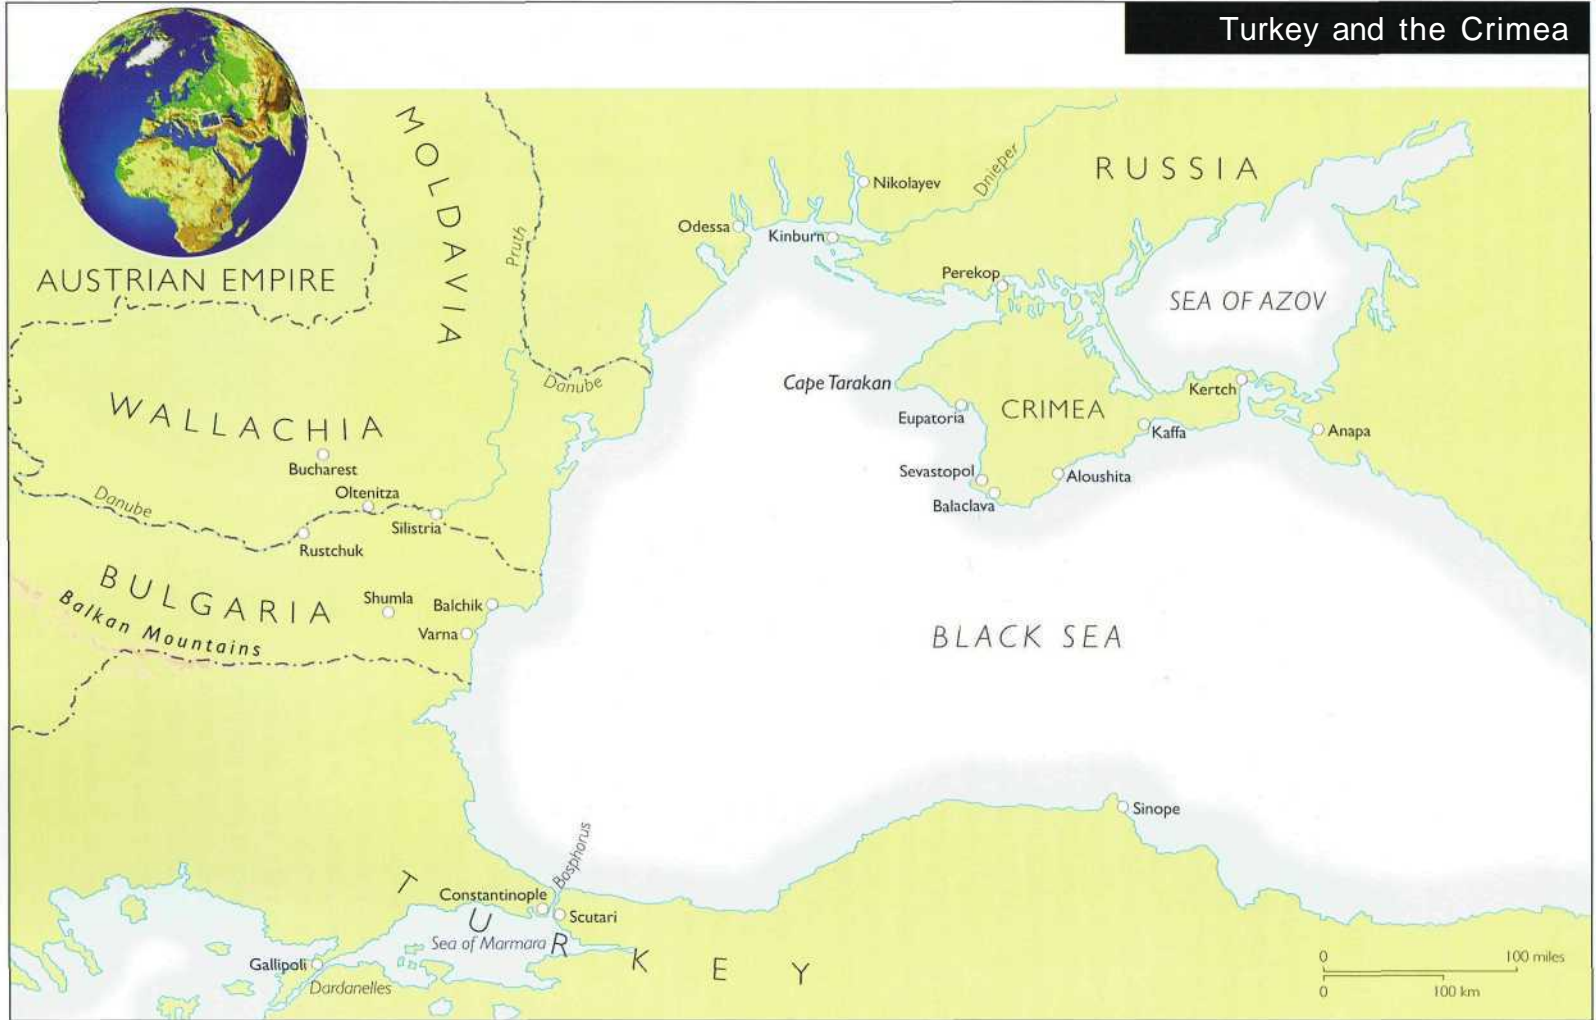 Turkey and the Crimea
MOLDAVIA
RUSSIA
Dnieper
Nikolayev
Odessa
Kinburn
Pruth
AUSTRIAN EMPIRE
Perekop
SEA OF AZOV
Danube
Cape Tarakan
Kertch
WALLACHIA
CRIMEA
Eupatoria
Kaffa
Anapa
Bucharest
Sevastopol
Aloushita
Oltenitza
Danube
Balaclava
Silistria
Rustchuk
BULGARIA
Shumla
Balchik
Balkan Mountains
Varna
BLACK SEA
Sinope
Bosphorus
TURKEY
Constantinople
Scutari
Sea of Marmara
Gallipoli
Dardanelles
0 100 miles
0 100 km